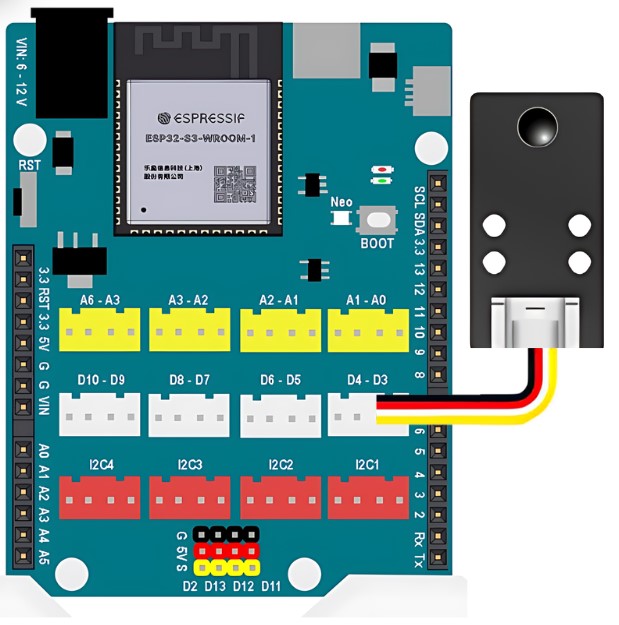 VIN: 6 - 12 V
ESPRESSIF
ESP32-S3-WROOM-1
乐鑫信息科技(上海)
股份有限公司
RST
Neo
BOOT
SCL SDA 3.3 13 12 11 10 9 8
3.3 RST 3.3 5V G G VIN
A6 - A3
A3 - A2
A2 - A1
A1 - A0
D10 - D9
D8 - D7
D6 - D5
D4 - D3
6 5 4 3 2 Rx Tx
A0 A1 A2 A3 A4 A5
I2C4
I2C3
I2C2
I2C1
G 5V S
D2 D13 D12 D11